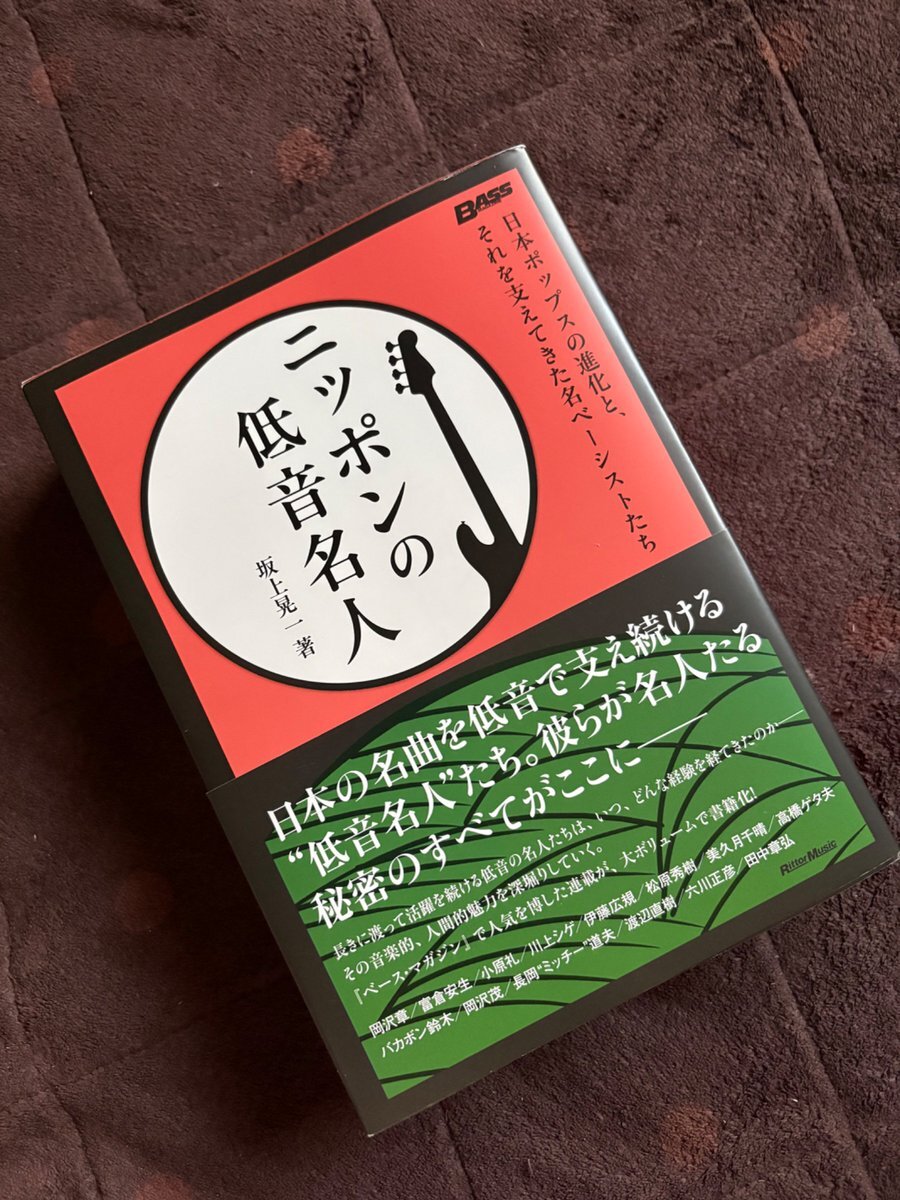 BASS
日本ポップスの進化と、
それを支えてきた名ベーシストたち
ニッポンの
低音名人
坂上晃一 著
日本の名曲を低音で支え続ける
“低音名人”たち。彼らが名人たる
秘密のすべてがここに――
長きに渡って活躍を続ける低音の名人たちは、いつ、どんな経験を経てきたのか――
その音楽的、人間的魅力を深堀りしていく。
『ベース・マガジン』で人気を博した連載が、大ボリュームで書籍化!
岡沢章/富倉安生/小原礼/川上シゲ/伊藤広規/松原秀樹/美久月千晴/高橋ゲタ夫
バカボン鈴木/岡沢茂/長岡“ミッチー”道夫/渡辺直樹/六川正彦/田中章弘
Rittor Music